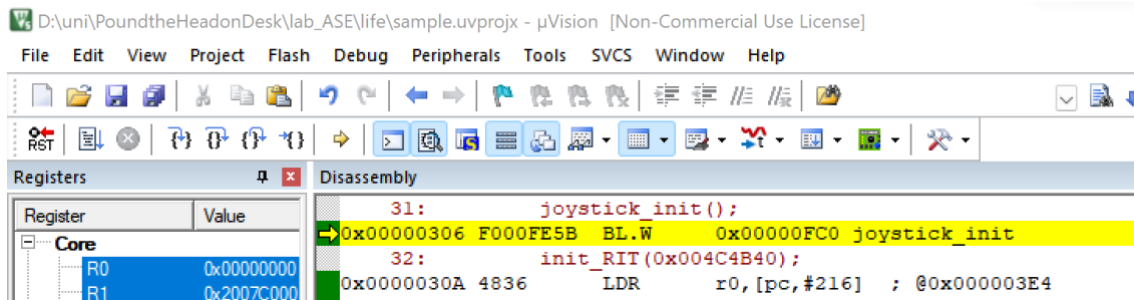 D:\uni\PoundtheHeadonDesk\lab_ASE\life\sample.uvprojx - µVision [Non-Commercial Use License]
File Edit View Project Flash Debug Peripherals Tools SVCS Window Help
RST
Registers
Disassembly
Register Value
Core
R0 0x00000000
R1 0x2007C000
31: joystick_init();
0x00000306 F000FE5B BL.W 0x00000FC0 joystick_init
32: init_RIT(0x004C4B40);
0x0000030A 4836 LDR r0,[pc,#216] ; @0x000003E4